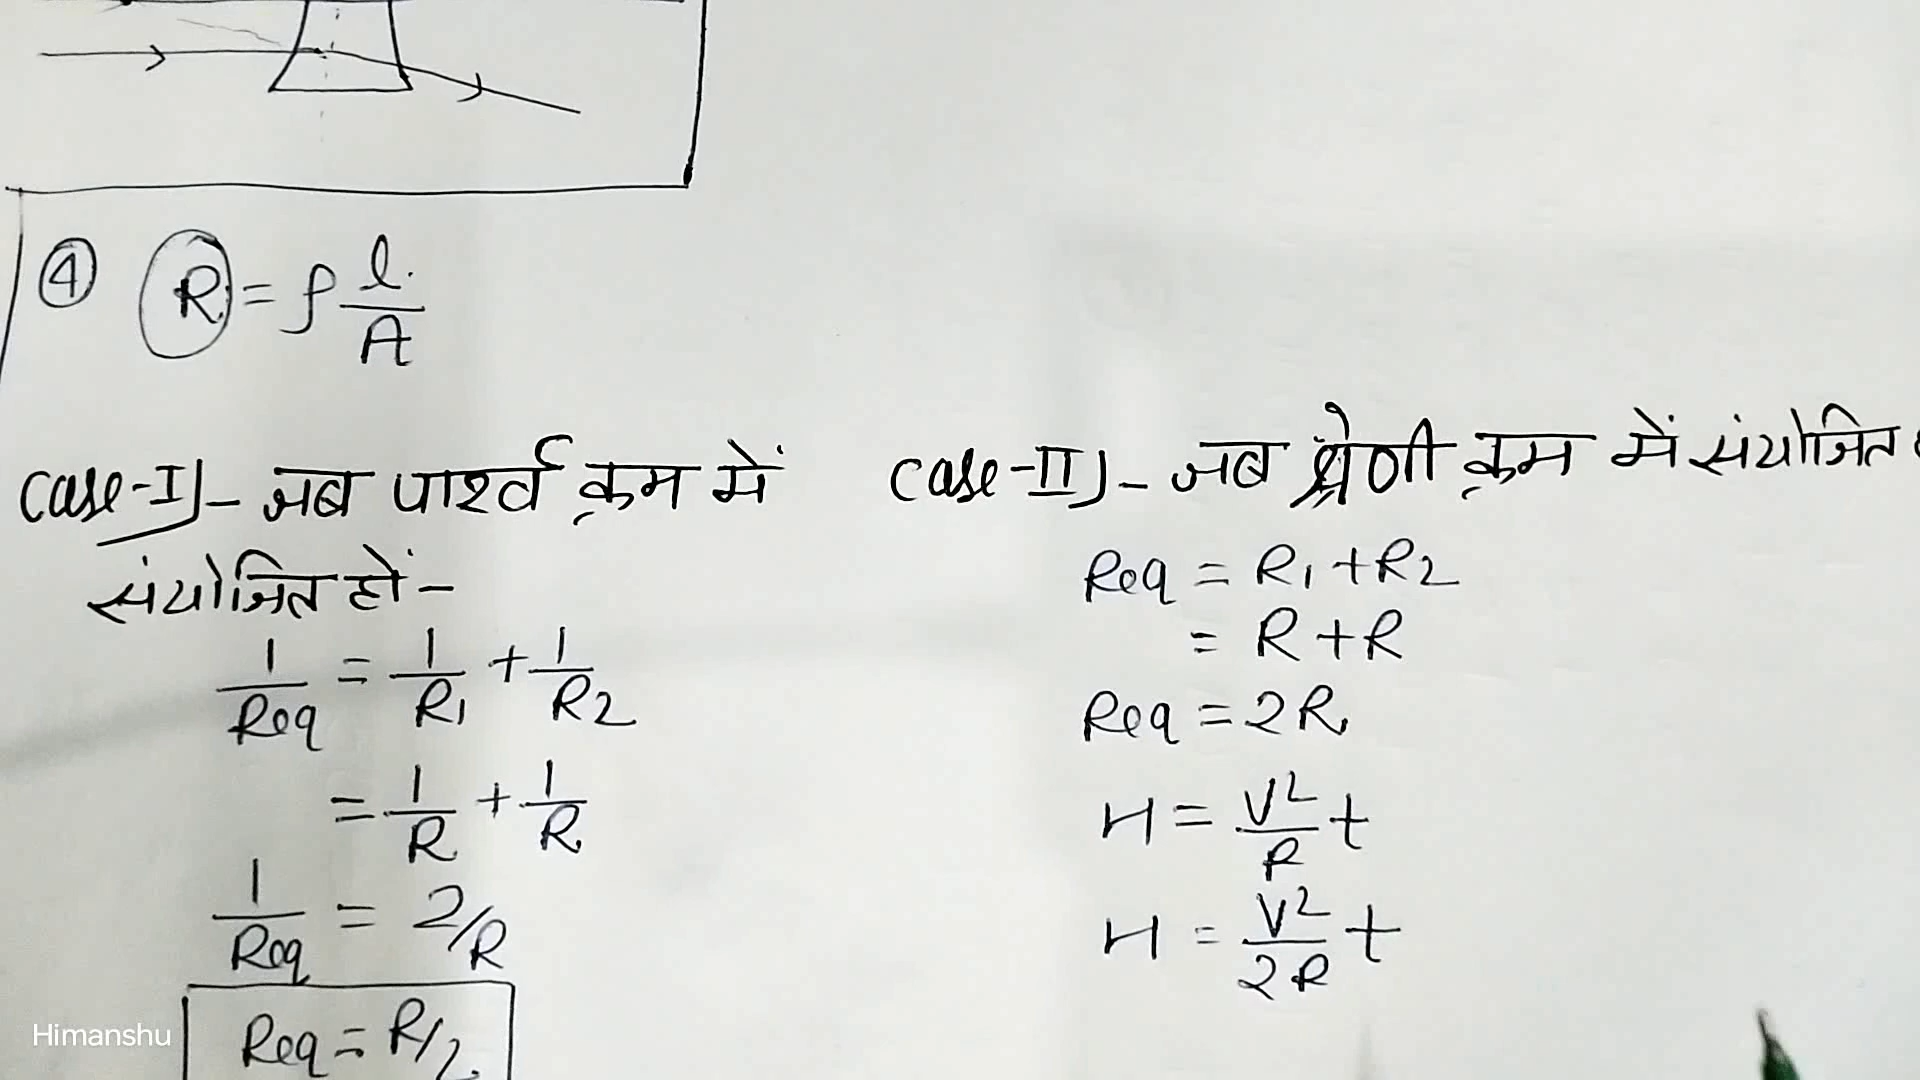 ④ R = ρ l/A
Case-I) - जब पार्श्व क्रम में
संयोजित हों -
1/Req = 1/R1 + 1/R2
= 1/R + 1/R
1/Req = 2/R
Req = R/2
Case-II) - जब श्रेणी क्रम में संयोजित
Req = R1 + R2
= R + R
Req = 2R
H = V²/R t
H = V²/2R t
Himanshu